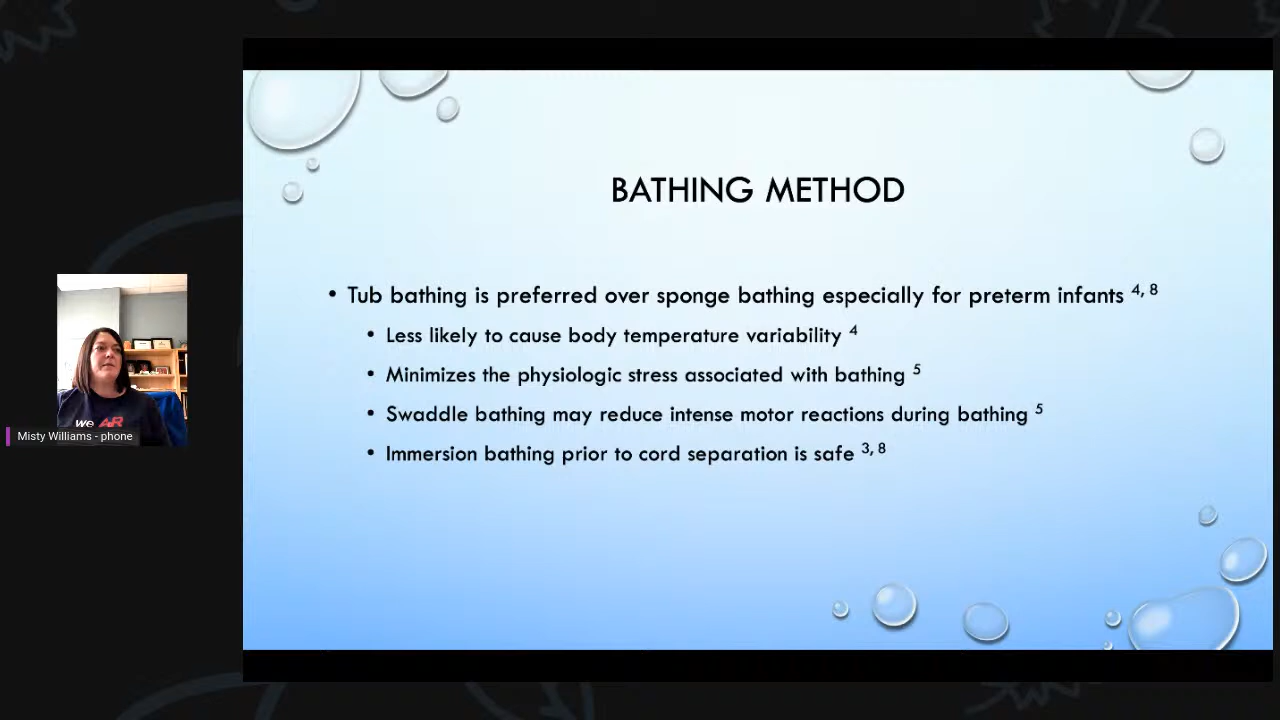 BATHING METHOD
• Tub bathing is preferred over sponge bathing especially for preterm infants 4, 8
• Less likely to cause body temperature variability 4
• Minimizes the physiologic stress associated with bathing 5
• Swaddle bathing may reduce intense motor reactions during bathing 5
• Immersion bathing prior to cord separation is safe 3, 8
we AR
Misty Williams - phone